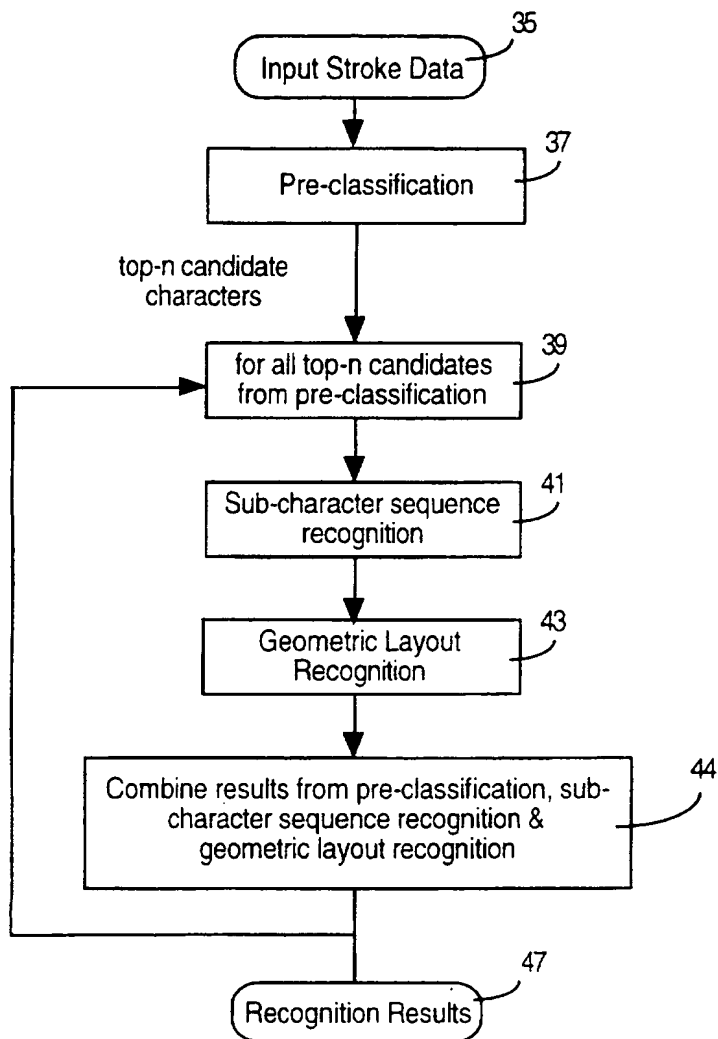 35
Input Stroke Data
37
Pre-classification
top-n candidate
characters
39
for all top-n candidates
from pre-classification
41
Sub-character sequence
recognition
43
Geometric Layout
Recognition
44
Combine results from pre-classification, sub-
character sequence recognition &
geometric layout recognition
47
Recognition Results